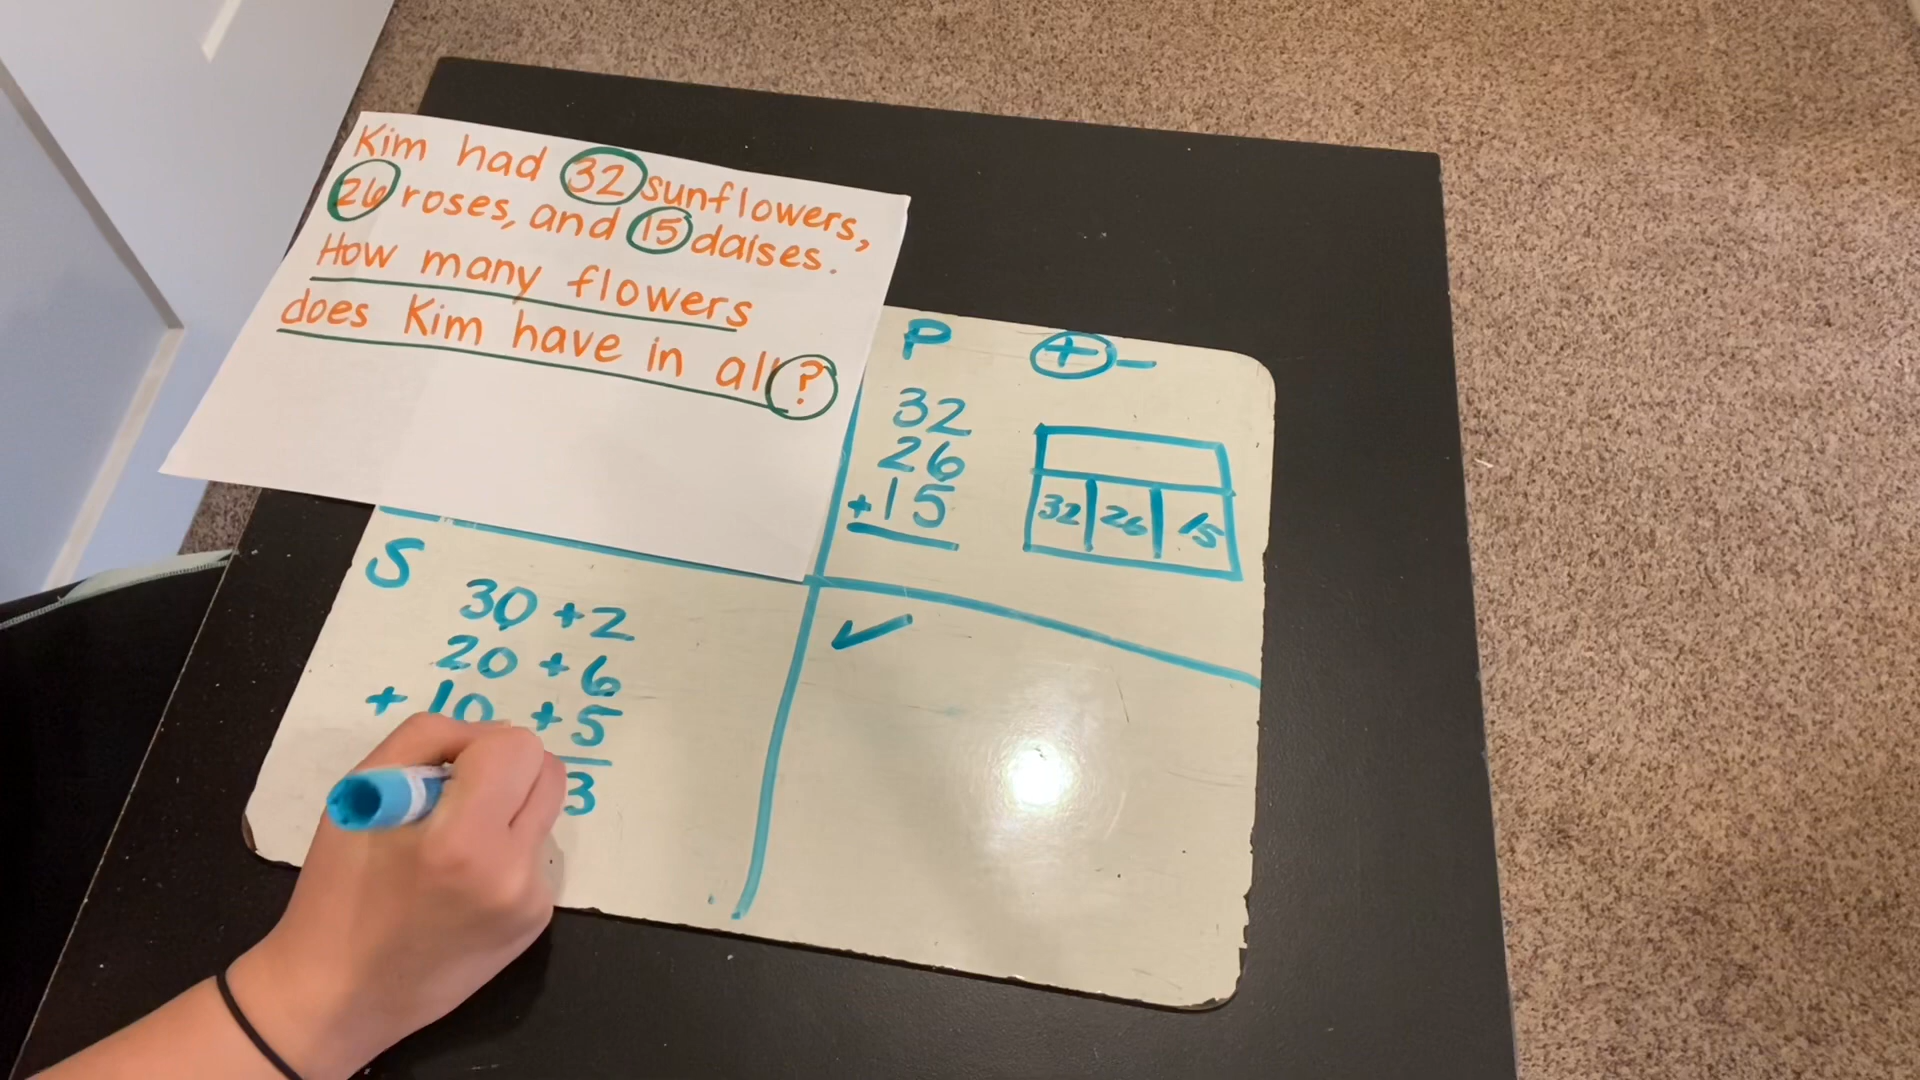 Kim had 32 sunflowers,
26 roses, and 15 daises.
How many flowers
does Kim have in all?
P + -
32
26
+15
32 26 15
S
30 + 2
20 + 6
+ 10 + 5
3
✓